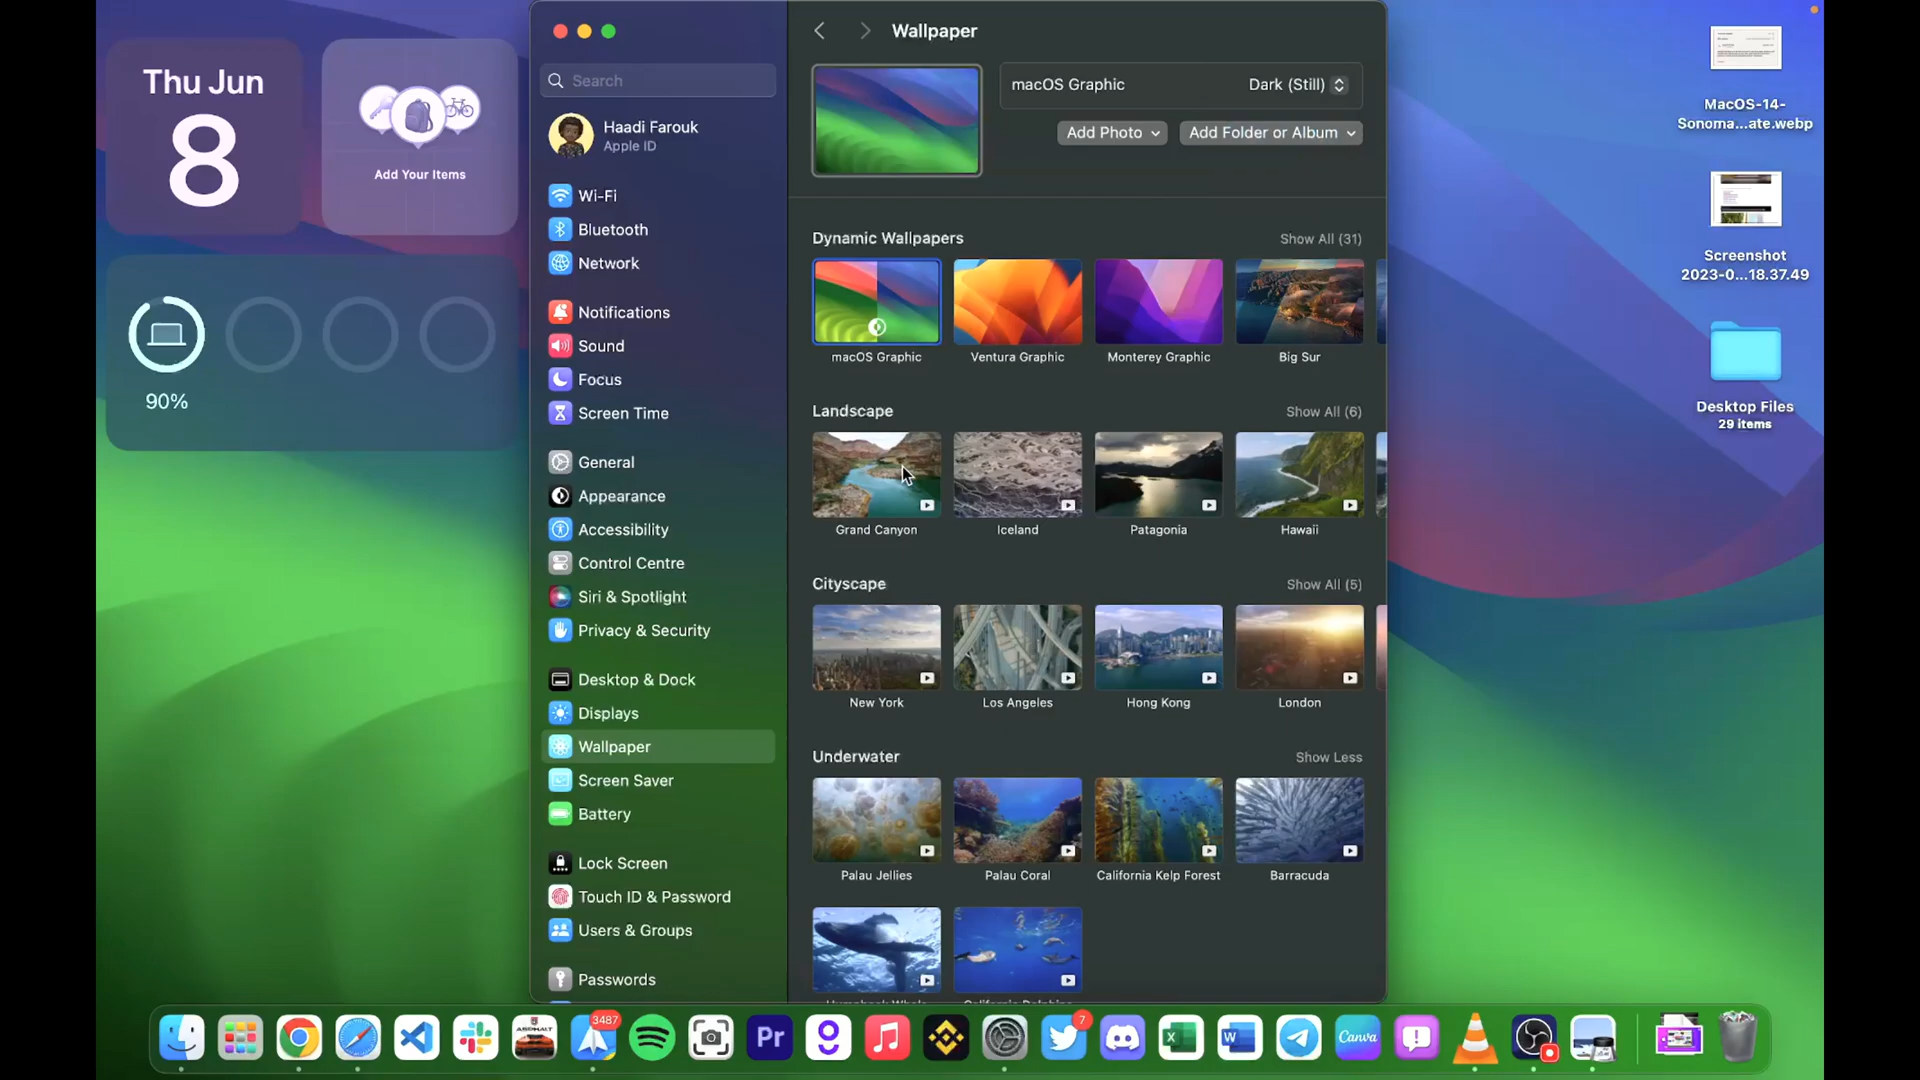 Thu Jun
8
Add Your Items
90%
Search
Haadi Farouk
Apple ID
Wi-Fi
Bluetooth
Network
Notifications
Sound
Focus
Screen Time
General
Appearance
Accessibility
Control Centre
Siri & Spotlight
Privacy & Security
Desktop & Dock
Displays
Wallpaper
Screen Saver
Battery
Lock Screen
Touch ID & Password
Users & Groups
Passwords
Wallpaper
macOS Graphic
Dark (Still)
Add Photo
Add Folder or Album
Dynamic Wallpapers
Show All (31)
macOS Graphic
Ventura Graphic
Monterey Graphic
Big Sur
Landscape
Show All (6)
Grand Canyon
Iceland
Patagonia
Hawaii
Cityscape
Show All (5)
New York
Los Angeles
Hong Kong
London
Underwater
Show Less
Palau Jellies
Palau Coral
California Kelp Forest
Barracuda
MacOS-14-
Sonoma...ate.webp
Screenshot
2023-0...18.37.49
Desktop Files
29 items
ASPHALT
3487
Pr
7
X
W
Canva